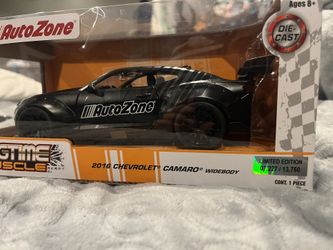 AutoZone
Ages 8+
DIE-
CAST
AutoZone
2016 CHEVROLET CAMARO WIDEBODY
LIMITED EDITION
CONT. 1 PIECE